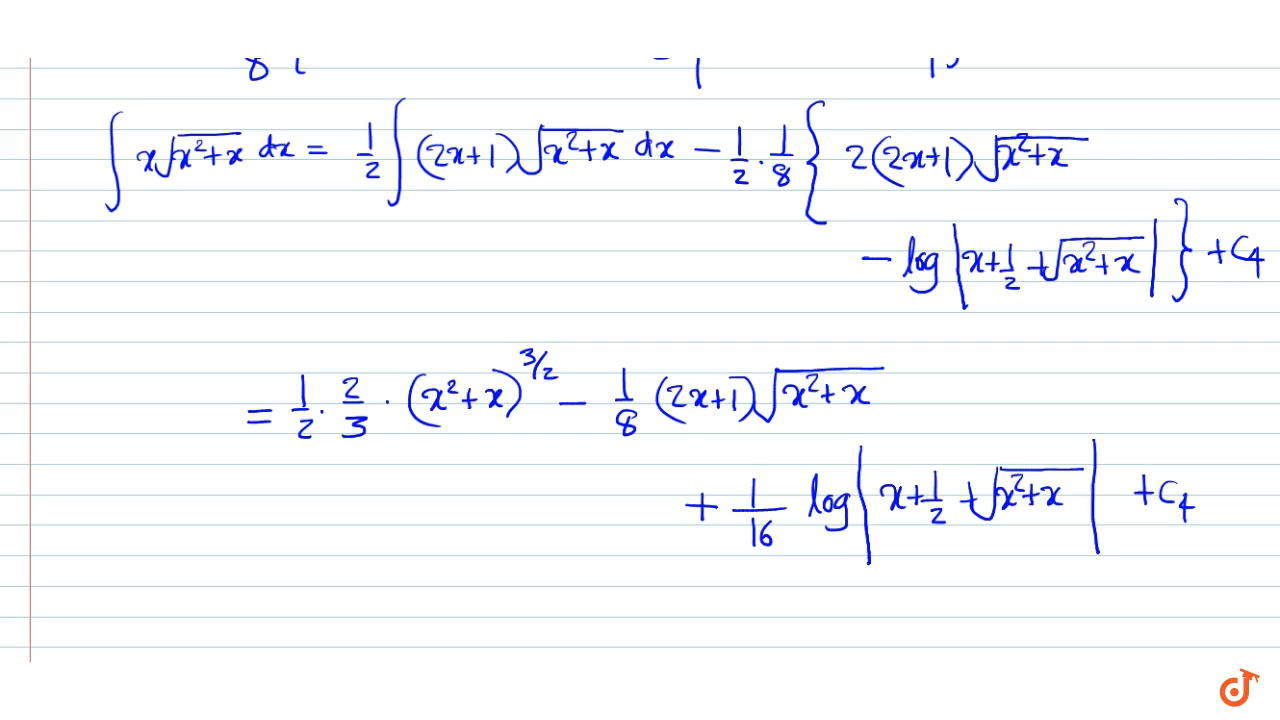 ∫ x√(x²+x) dx = 1/2 ∫ (2x+1)√(x²+x) dx − 1/2 · 1/8 { 2(2x+1)√(x²+x)
− log |x + 1/2 + √(x²+x)| } + C₄
= 1/2 · 2/3 · (x²+x)^(3/2) − 1/8 (2x+1)√(x²+x)
+ 1/16 log |x + 1/2 + √(x²+x)| + C₄